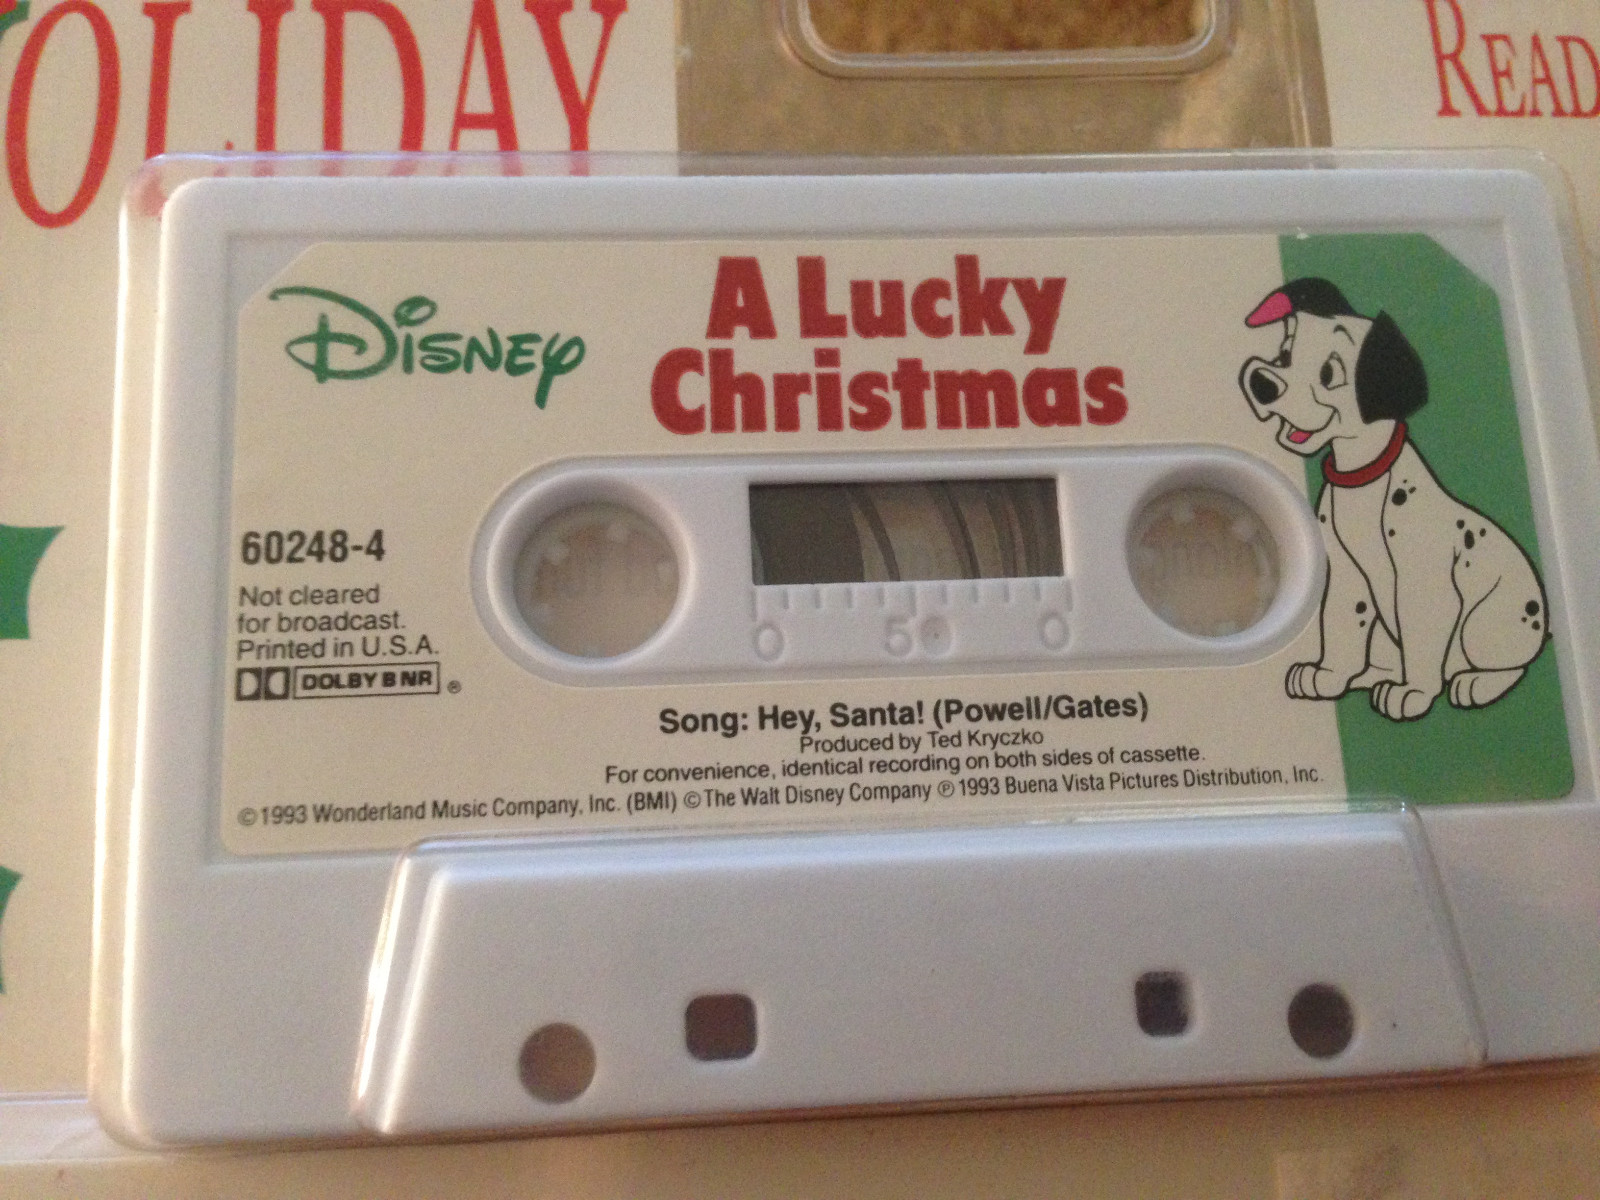 OLIDAY
READ
DISNEY
A Lucky
Christmas
60248-4
Not cleared
for broadcast.
Printed in U.S.A.
DOLBY B NR ®
0 50 0
Song: Hey, Santa! (Powell/Gates)
Produced by Ted Kryczko
For convenience, identical recording on both sides of cassette.
©1993 Wonderland Music Company, Inc. (BMI) ©The Walt Disney Company ℗1993 Buena Vista Pictures Distribution, Inc.